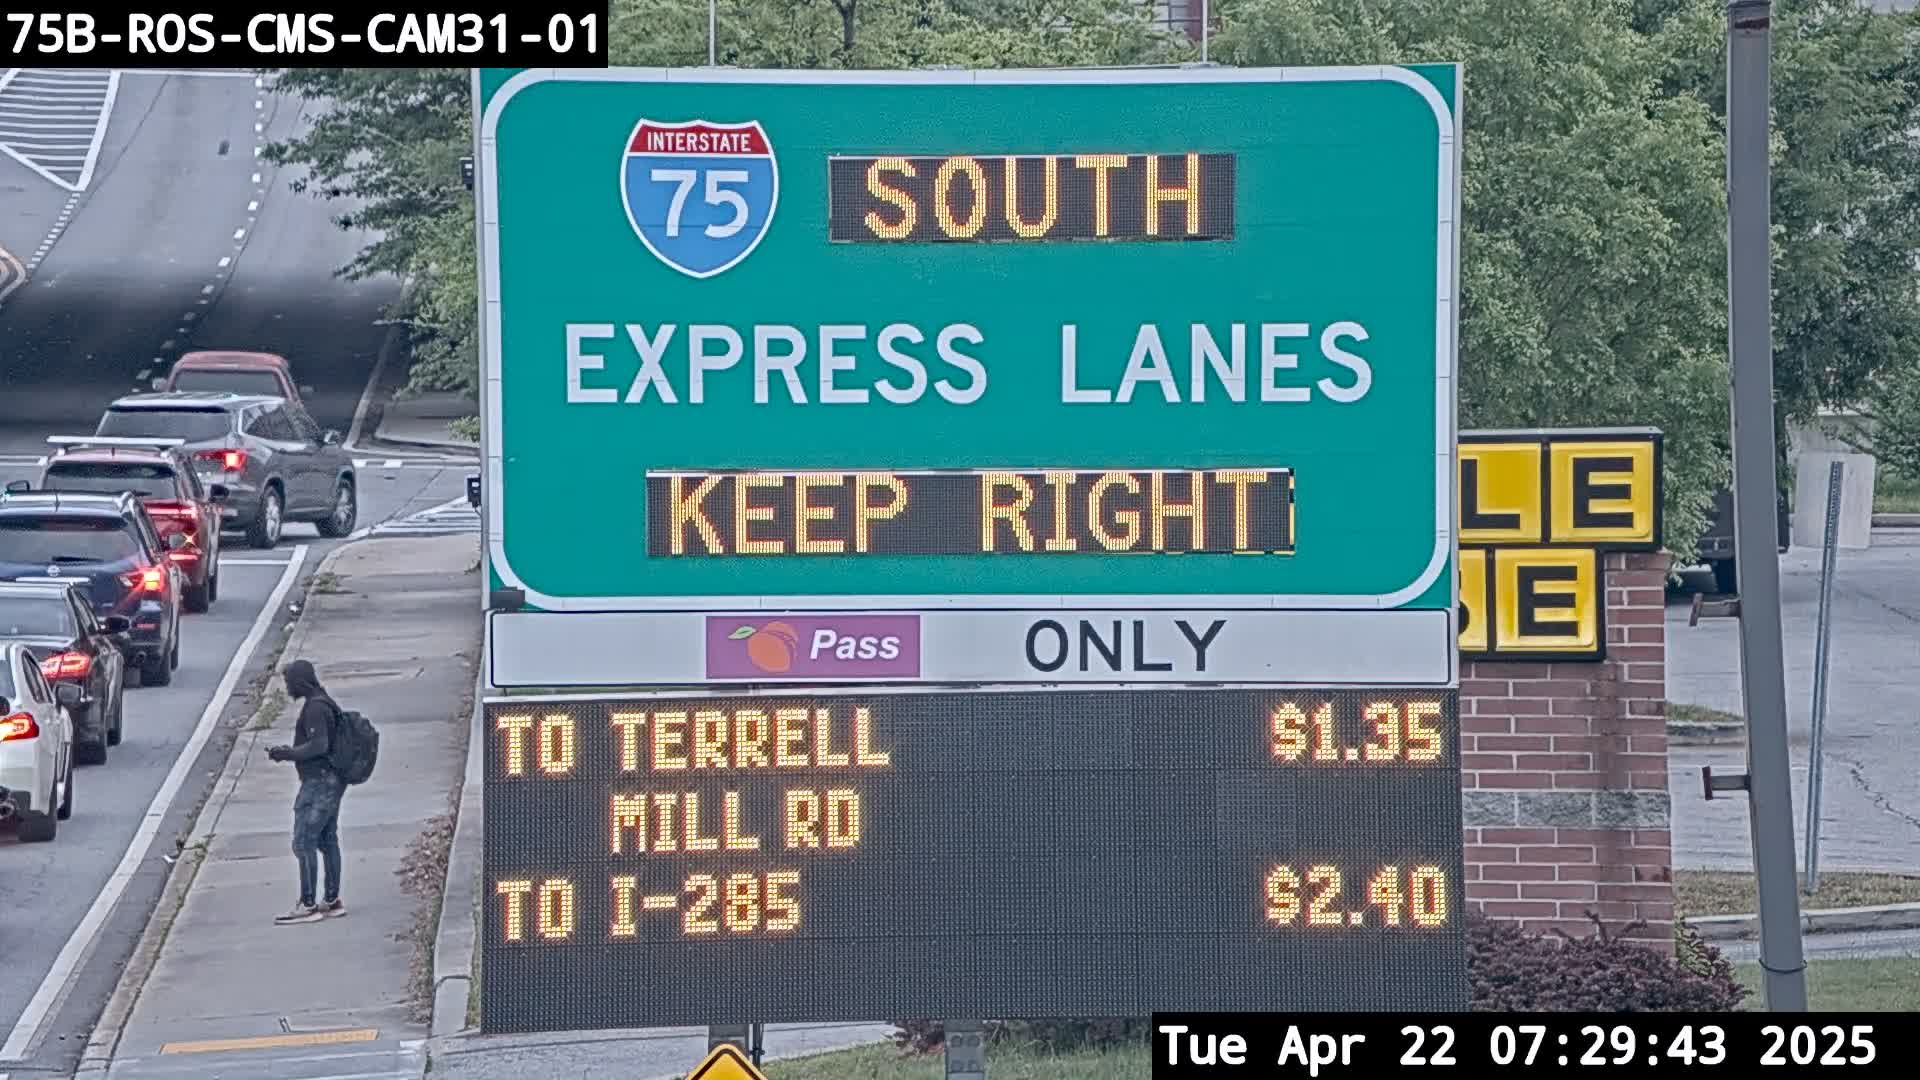 75B-ROS-CMS-CAM31-01
INTERSTATE
75
SOUTH
EXPRESS LANES
KEEP RIGHT
Pass ONLY
TO TERRELL $1.35
MILL RD
TO I-285 $2.40
LE
E
Tue Apr 22 07:29:43 2025